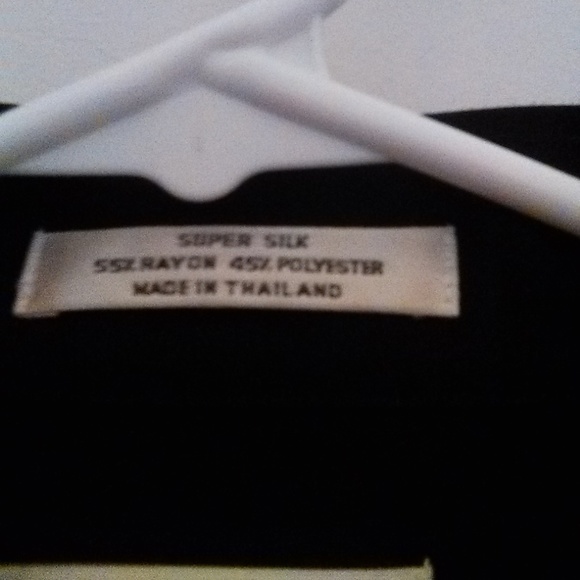 SUPER SILK
55% RAYON 45% POLYESTER
MADE IN THAILAND